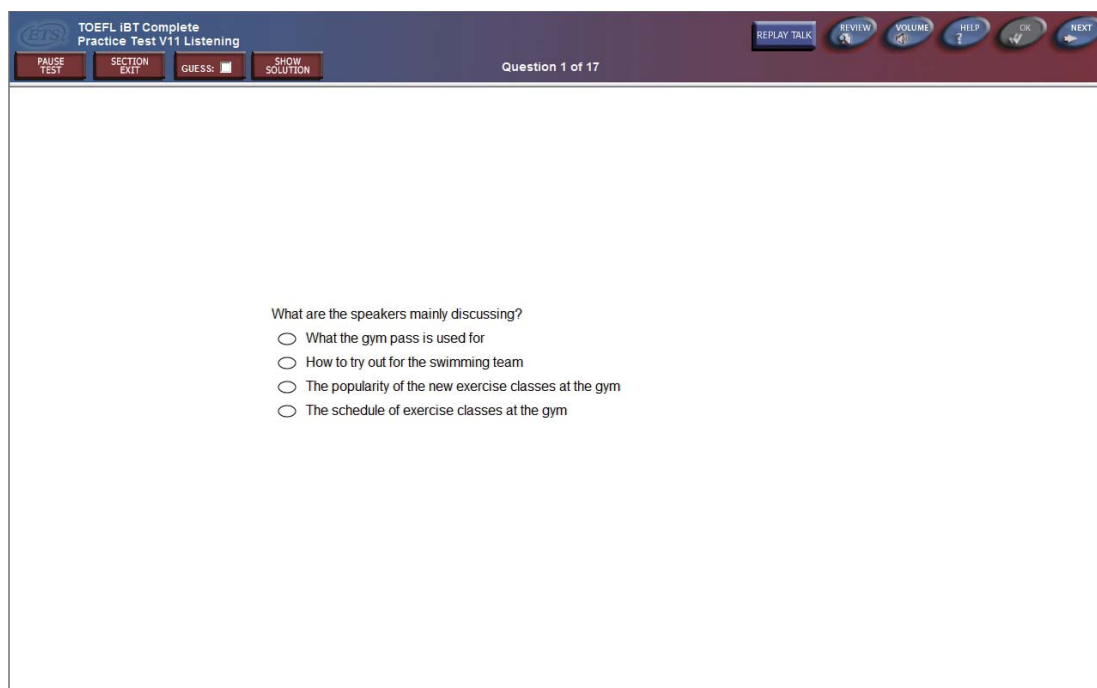 ETS
TOEFL iBT Complete
Practice Test V11 Listening
REPLAY TALK
REVIEW
VOLUME
HELP
?
OK
NEXT
PAUSE
TEST
SECTION
EXIT
GUESS:
SHOW
SOLUTION
Question 1 of 17
What are the speakers mainly discussing?
What the gym pass is used for
How to try out for the swimming team
The popularity of the new exercise classes at the gym
The schedule of exercise classes at the gym